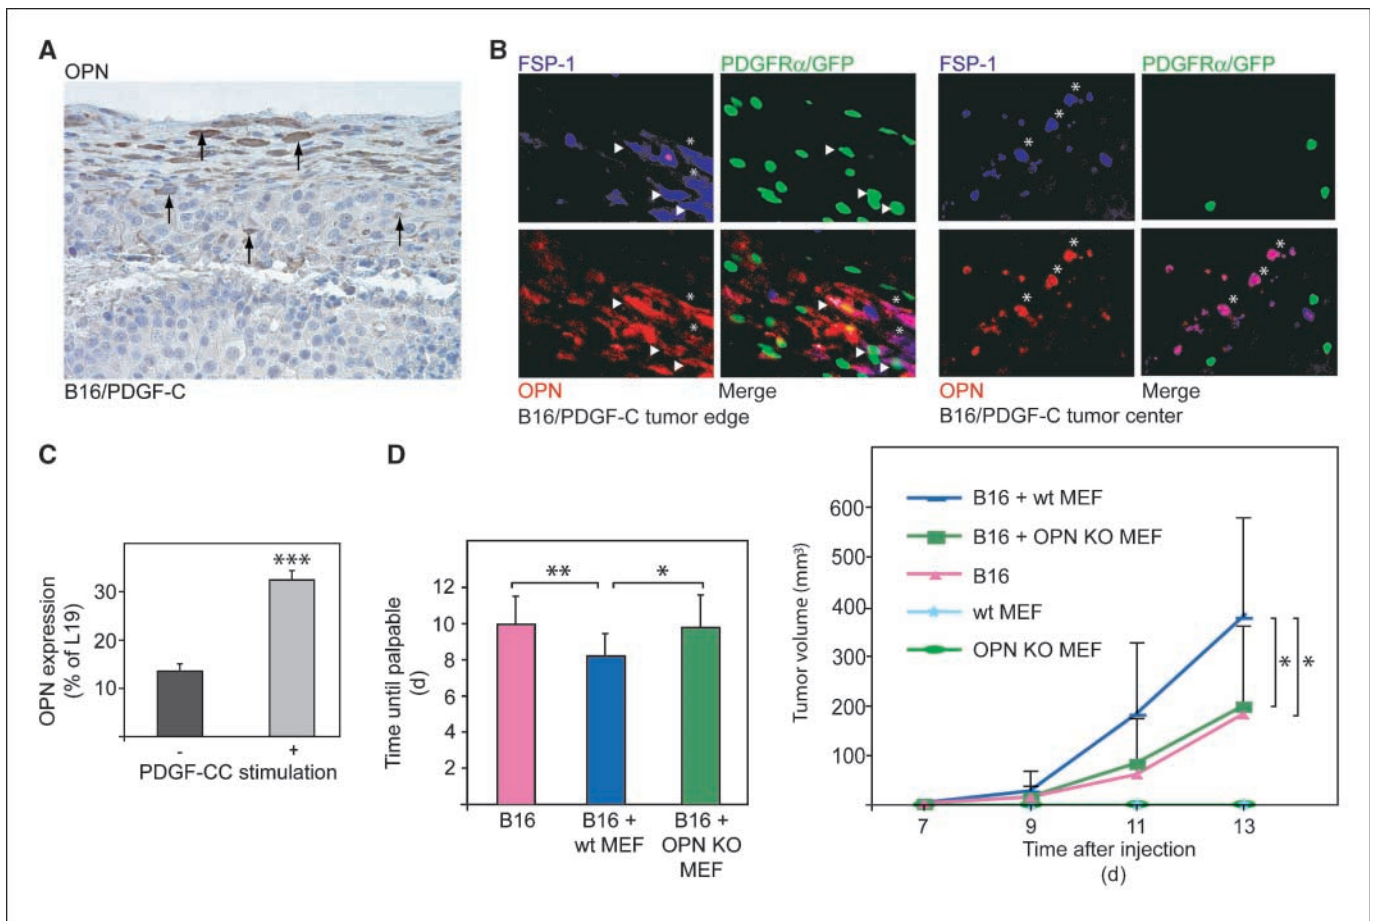 A
OPN
B16/PDGF-C
B
FSP-1
PDGFRα/GFP
*
*
OPN
Merge
*
*
B16/PDGF-C tumor edge
FSP-1
PDGFRα/GFP
*
*
*
OPN
Merge
*
*
*
*
*
*
B16/PDGF-C tumor center
C
OPN expression
(% of L19)
30
20
10
***
-
+
PDGF-CC stimulation
D
Time until palpable
(d)
12
10
8
6
4
2
**
*
B16
B16 +
wt MEF
B16 +
OPN KO
MEF
Tumor volume (mm³)
600
500
400
300
200
100
B16 + wt MEF
B16 + OPN KO MEF
B16
wt MEF
OPN KO MEF
*
*
7
9
11
13
Time after injection
(d)